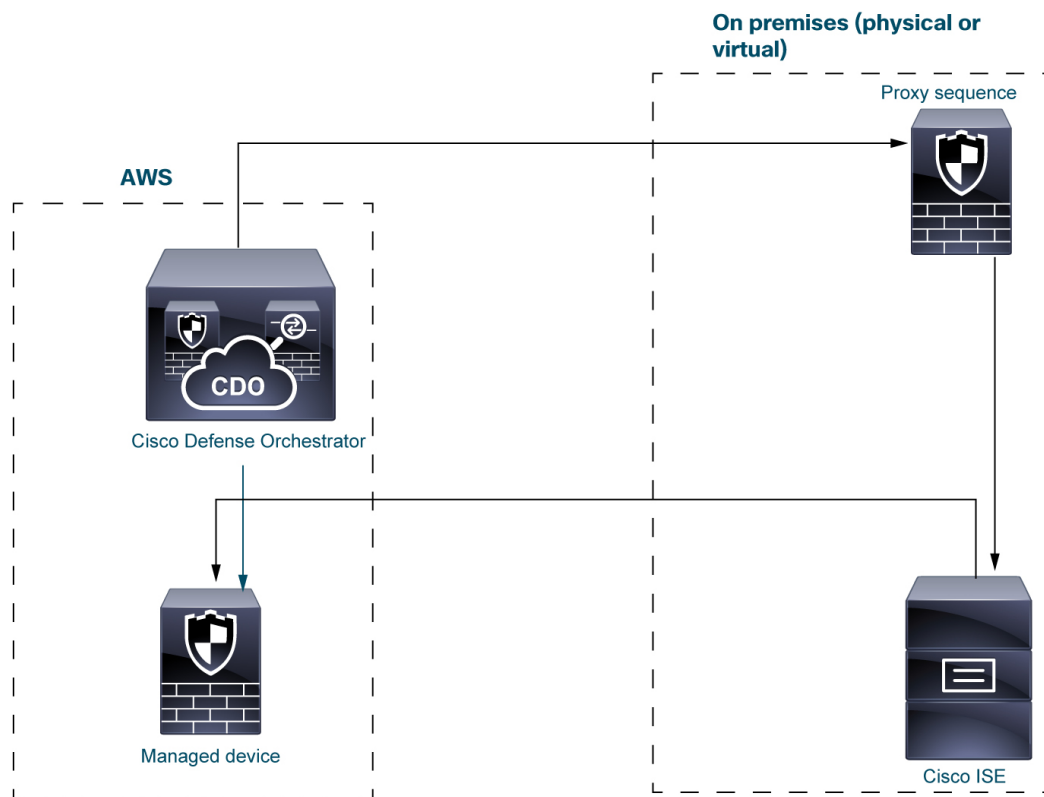 On premises (physical or
virtual)
Proxy sequence
AWS
CDO
Cisco Defense Orchestrator
Managed device
Cisco ISE